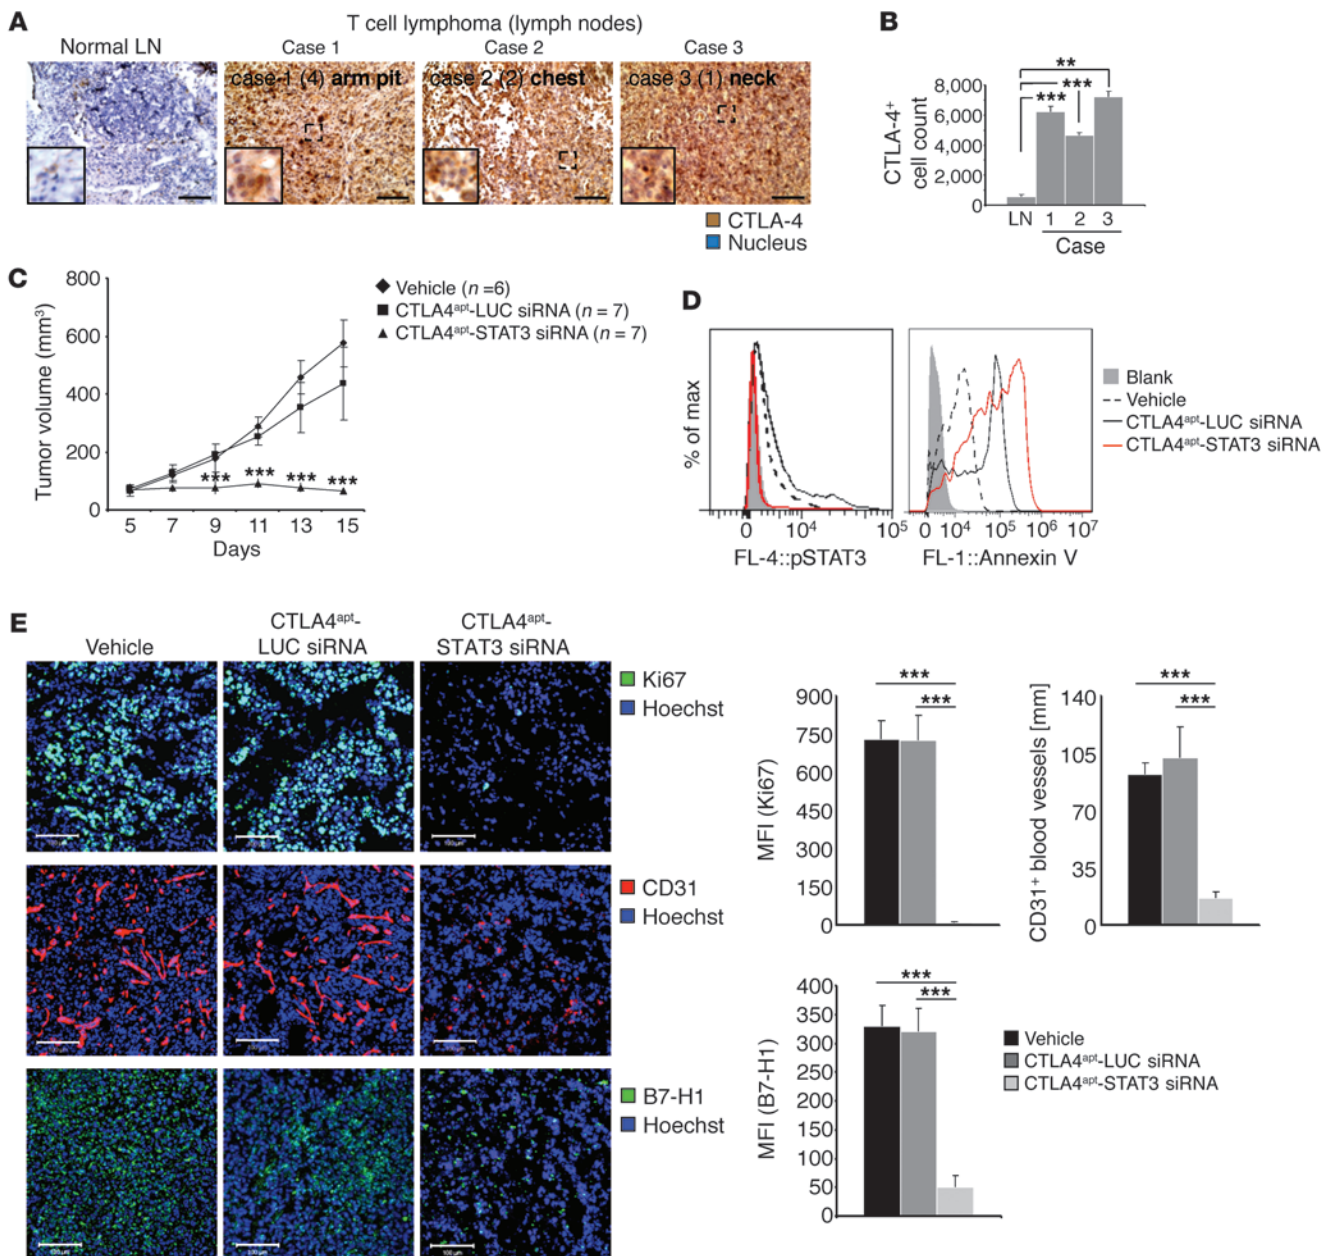 A
T cell lymphoma (lymph nodes)
Normal LN
Case 1
Case 2
Case 3
case 1 (4) arm pit
case 2 (2) chest
case 3 (1) neck
CTLA-4
Nucleus
B
**
***
***
8,000
6,000
4,000
2,000
0
CTLA-4+
cell count
LN 1 2 3
Case
C
800
600
400
200
0
Tumor volume (mm³)
*** *** *** ***
5 7 9 11 13 15
Days
Vehicle (n =6)
CTLA4apt-LUC siRNA (n = 7)
CTLA4apt-STAT3 siRNA (n = 7)
D
% of max
0 10⁴ 10⁵
FL-4::pSTAT3
0 10⁴ 10⁵ 10⁶ 10⁷
FL-1::Annexin V
Blank
Vehicle
CTLA4apt-LUC siRNA
CTLA4apt-STAT3 siRNA
E
Vehicle
CTLA4apt-
LUC siRNA
CTLA4apt-
STAT3 siRNA
Ki67
Hoechst
100µm
CD31
Hoechst
B7-H1
Hoechst
100µm
100µm
100µm
***
***
900
750
600
450
300
150
0
MFI (Ki67)
***
***
140
105
70
35
0
CD31+ blood vessels [mm]
***
***
400
350
300
250
200
150
100
50
0
MFI (B7-H1)
Vehicle
CTLA4apt-LUC siRNA
CTLA4apt-STAT3 siRNA